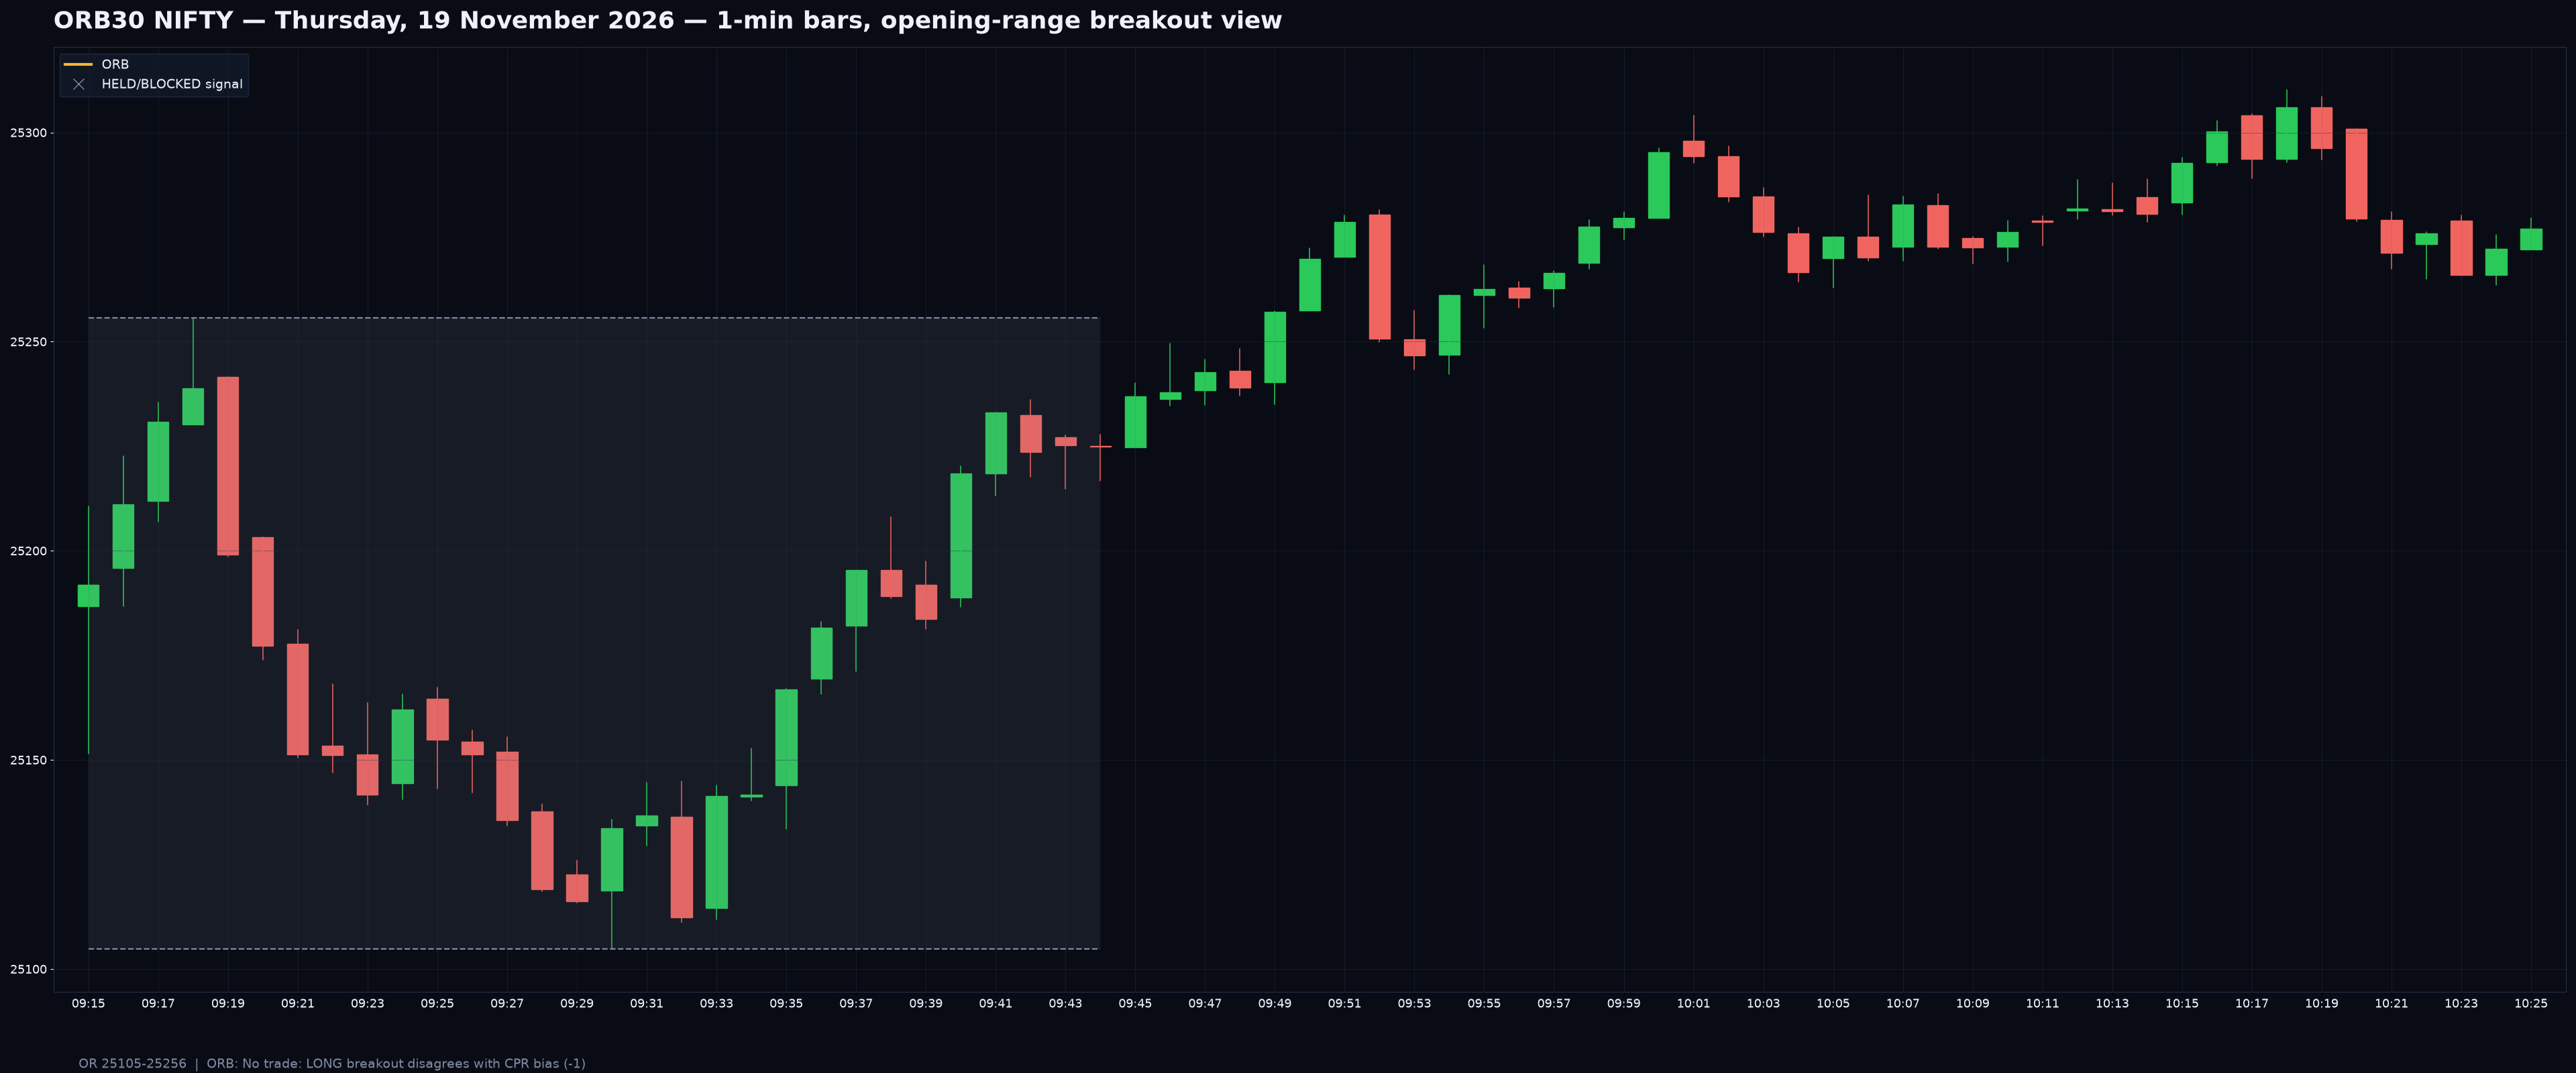 ORB30 NIFTY — Thursday, 19 November 2026 — 1-min bars, opening-range breakout view
ORB
HELD/BLOCKED signal
25300
25250
25200
25150
25100
09:15 09:17 09:19 09:21 09:23 09:25 09:27 09:29 09:31 09:33 09:35 09:37 09:39 09:41 09:43 09:45 09:47 09:49 09:51 09:53 09:55 09:57 09:59 10:01 10:03 10:05 10:07 10:09 10:11 10:13 10:15 10:17 10:19 10:21 10:23 10:25
OR 25105-25256 | ORB: No trade: LONG breakout disagrees with CPR bias (-1)